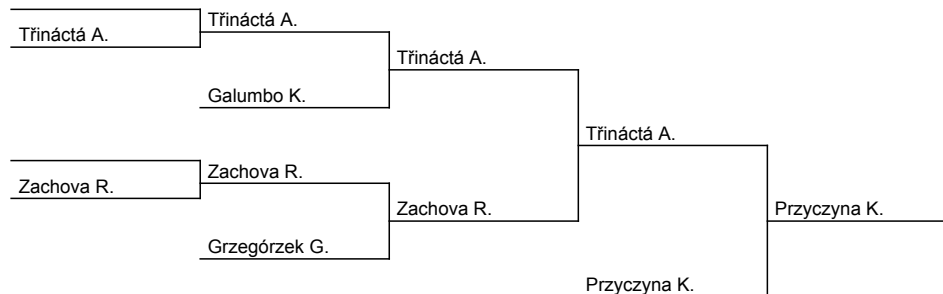 Třináctá A.
Třináctá A.
Třináctá A.
Galumbo K.
Třináctá A.
Zachova R.
Zachova R.
Zachova R.
Przyczyna K.
Grzegórzek G.
Przyczyna K.